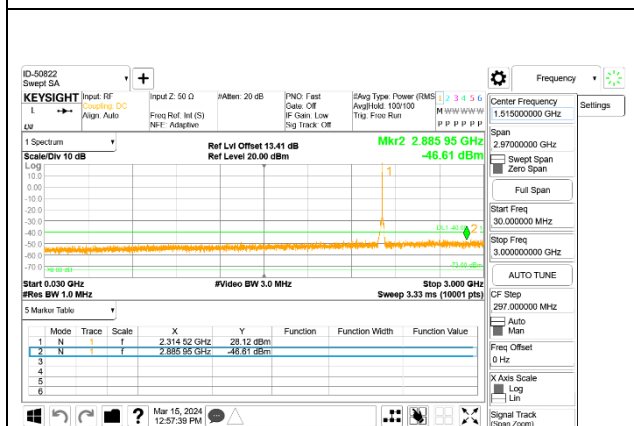 ID-50822
Swept SA
Frequency
KEYSIGHT Input: RF Input Z: 50 Ω #Atten: 20 dB PNO: Fast #Avg Type: Power (RMS 1 2 3 4 5 6
L Coupling: DC Gate: Off Avg|Hold: 100/100 M W W W W W
Align: Auto Freq Ref: Int (S) IF Gain: Low Trig: Free Run
NFE: Adaptive Sig Track: Off P P P P P P
1 Spectrum Ref Lvl Offset 13.41 dB Mkr2 2.885 95 GHz
Scale/Div 10 dB Ref Level 20.00 dBm -46.61 dBm
Log
10.0
0.00
-10.0
-20.0
-30.0
-40.0
-50.0
-60.0
-70.0
1
2
Start 0.030 GHz #Video BW 3.0 MHz Stop 3.000 GHz
#Res BW 1.0 MHz Sweep 3.33 ms (10001 pts)
5 Marker Table
Mode Trace Scale X Y Function Function Width Function Value
1 N 1 f 2.314 52 GHz 28.12 dBm
2 N 1 f 2.885 95 GHz -46.61 dBm
3
4
5
6
Mar 15, 2024
12:57:39 PM
Center Frequency
1.515000000 GHz
Settings
Span
2.97000000 GHz
Swept Span
Zero Span
Full Span
Start Freq
30.000000 MHz
Stop Freq
3.000000000 GHz
AUTO TUNE
CF Step
297.000000 MHz
Auto
Man
Freq Offset
0 Hz
X Axis Scale
Log
Lin
Signal Track
(Span Zoom)